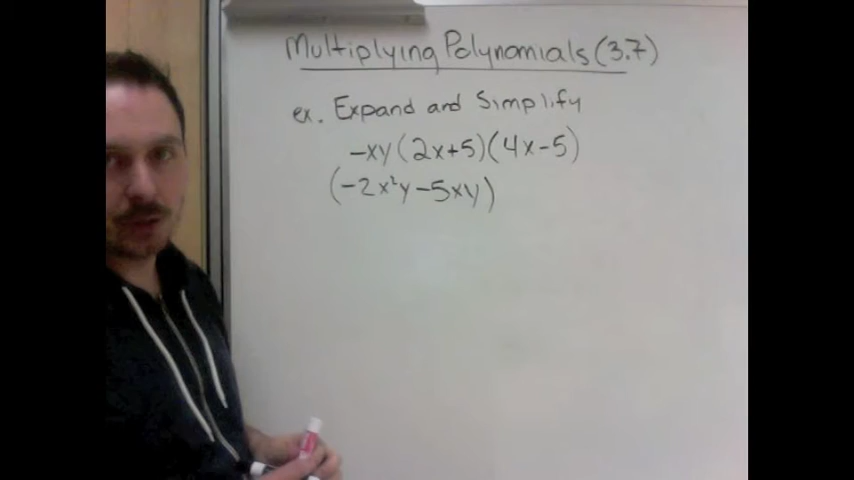 Multiplying Polynomials (3.7)
ex. Expand and Simplify
-xy(2x+5)(4x-5)
(-2x²y-5xy)